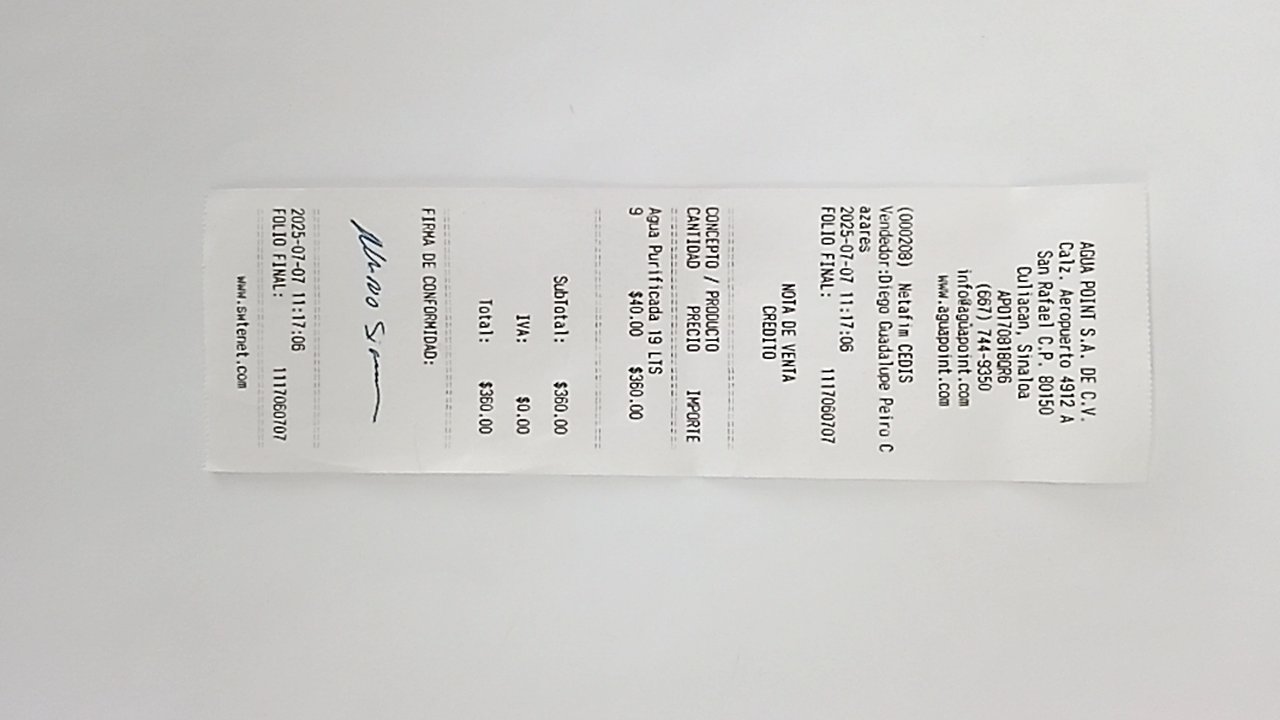 AGUA POINT S.A. DE C.V.
Calz. Aeropuerto 4912 A
San Rafael C.P. 80150
Culiacan, Sinaloa
APO170818QR6
(667) 744-9350
info@aguapoint.com
www.aguapoint.com
(000208) Netafim CEDIS
Vendedor:Diego Guadalupe Peiro C
azares
2025-07-07 11:17:06
FOLIO FINAL: 1117060707
NOTA DE VENTA
CREDITO
CONCEPTO / PRODUCTO
CANTIDAD PRECIO IMPORTE
Agua Purificada 19 LTS
9 $40.00 $360.00
SubTotal: $360.00
IVA: $0.00
Total: $360.00
FIRMA DE CONFORMIDAD:
2025-07-07 11:17:06
FOLIO FINAL: 1117060707
www.smtenet.com